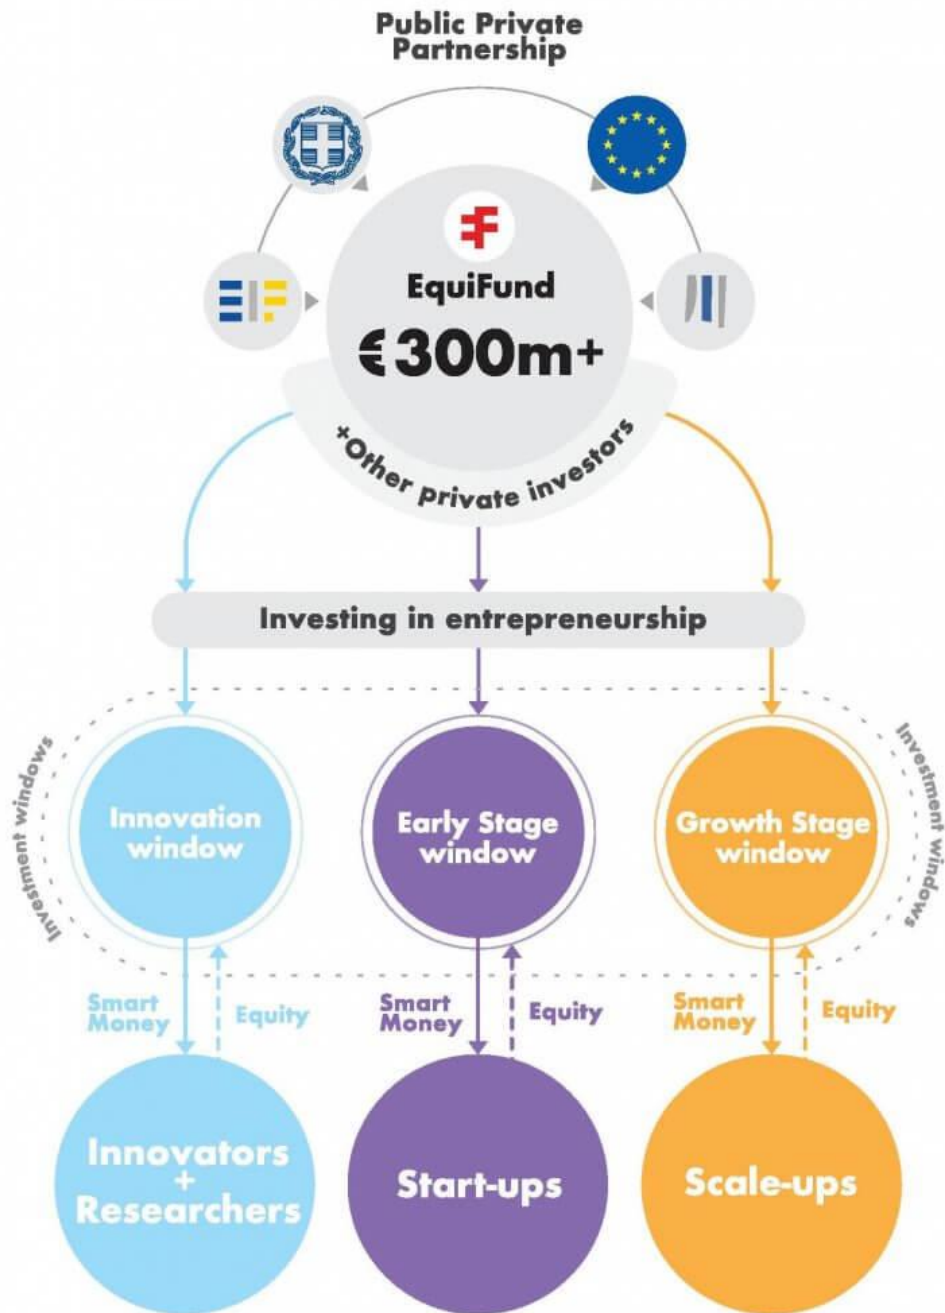 Public Private
Partnership
EIF
EquiFund
€300m+
+Other private investors
Investing in entrepreneurship
Investment windows
Investment windows
Innovation
window
Early Stage
window
Growth Stage
window
Smart
Money
Equity
Smart
Money
Equity
Smart
Money
Equity
Innovators
+
Researchers
Start-ups
Scale-ups